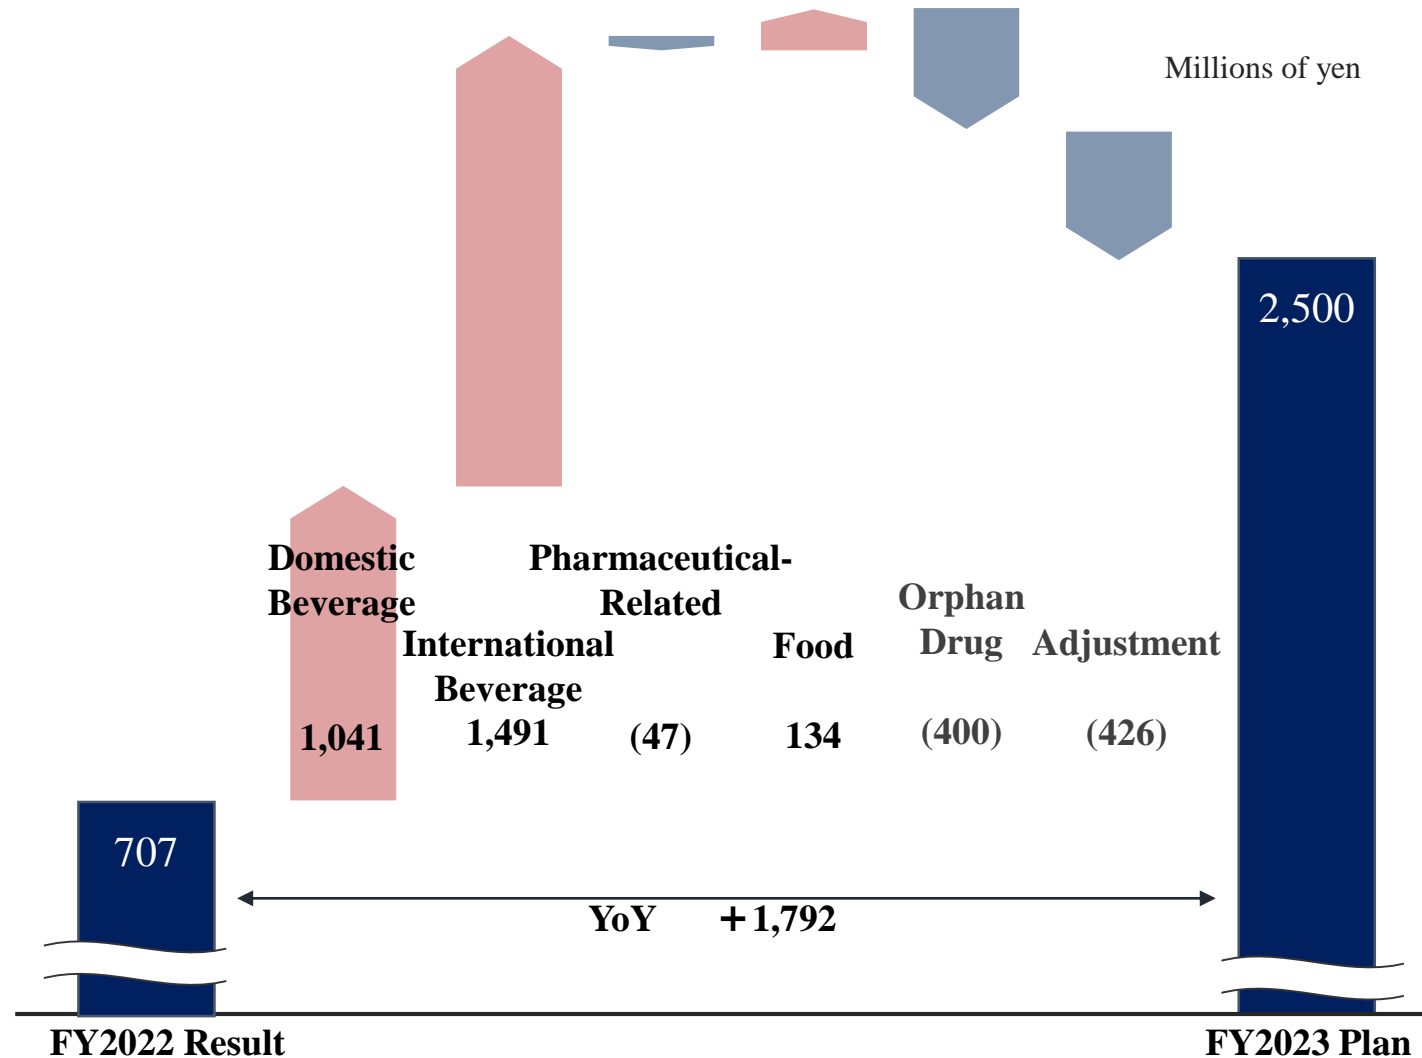 Millions of yen
2,500
Domestic
Beverage
1,041
International
Beverage
1,491
Pharmaceutical-
Related
(47)
Food
134
Orphan
Drug
(400)
Adjustment
(426)
707
YoY +1,792
FY2022 Result
FY2023 Plan